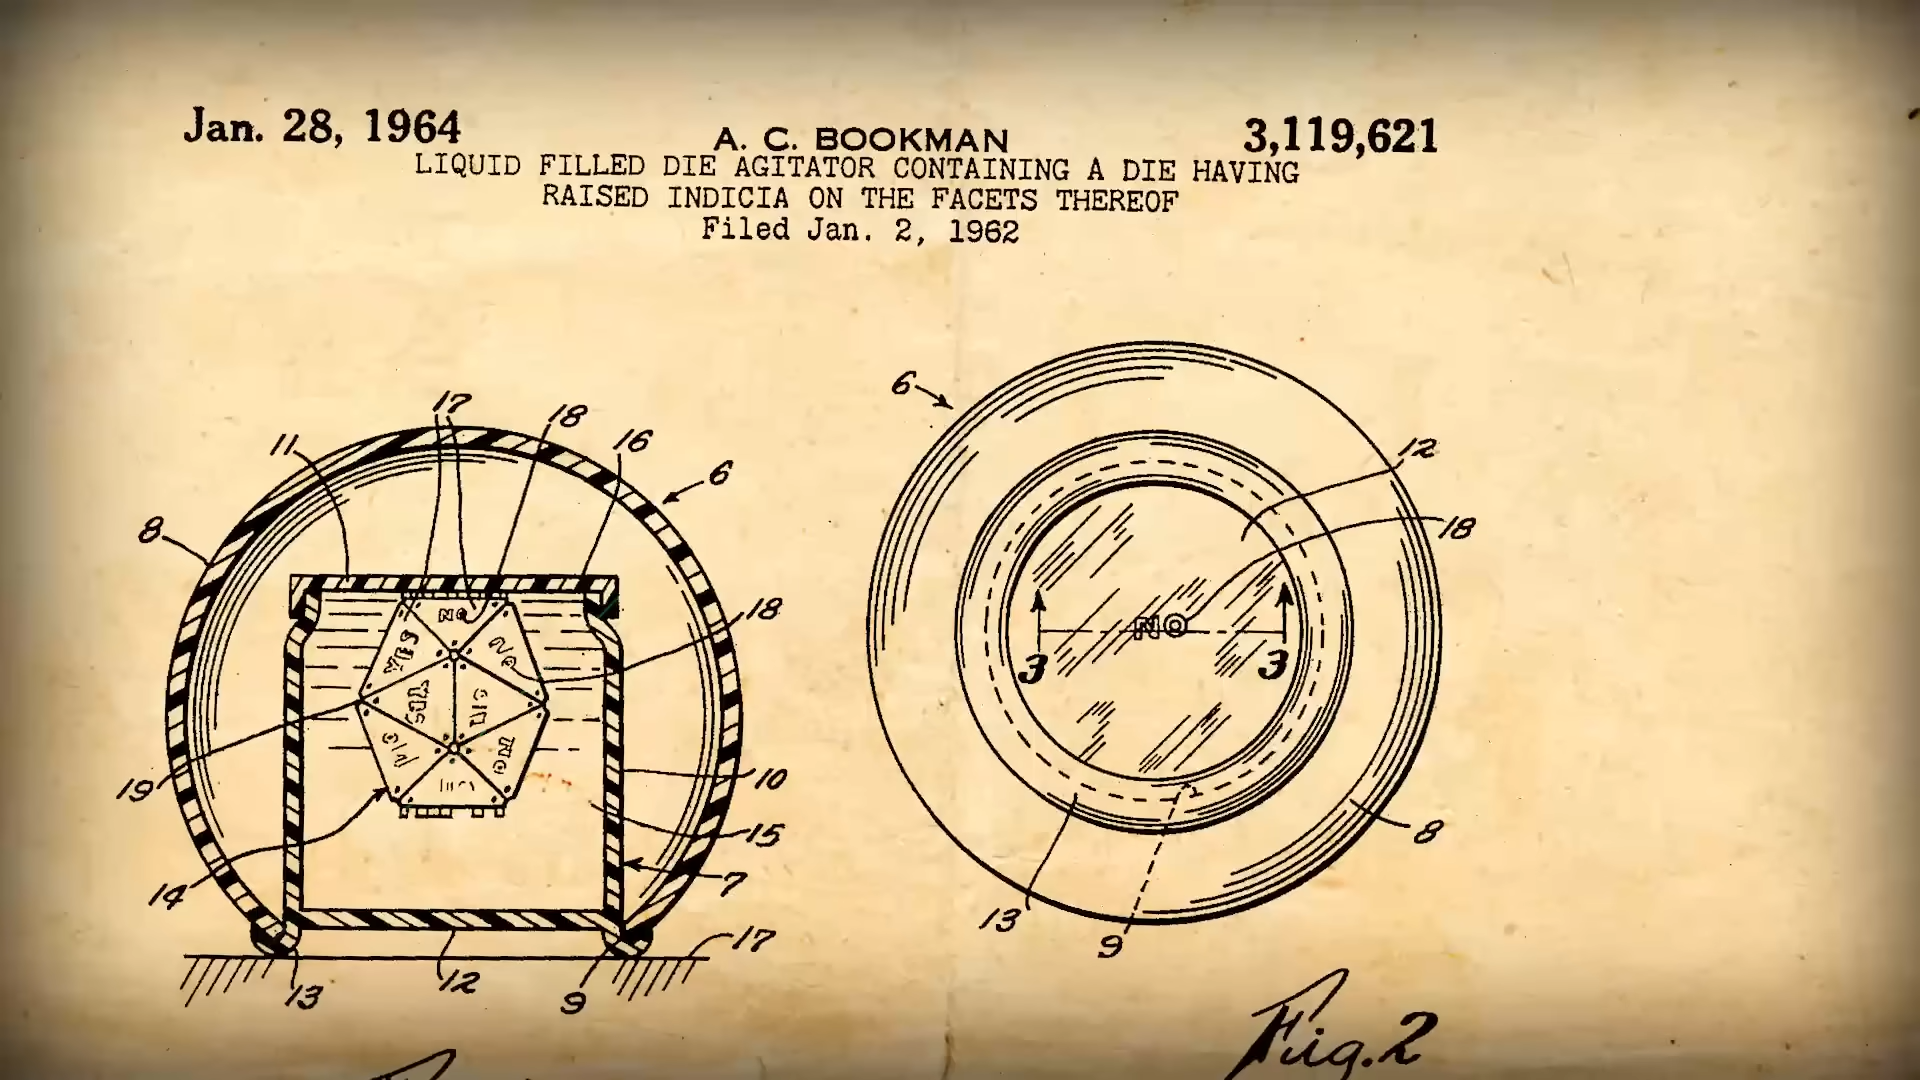 Jan. 28, 1964
A. C. BOOKMAN
3,119,621
LIQUID FILLED DIE AGITATOR CONTAINING A DIE HAVING
RAISED INDICIA ON THE FACETS THEREOF
Filed Jan. 2, 1962
17
18
16
11
6
8
NO
YES
NO
18
19
NO
10
15
14
7
17
13
12
9
6
12
18
NO
3
3
8
13
9
Fig.2